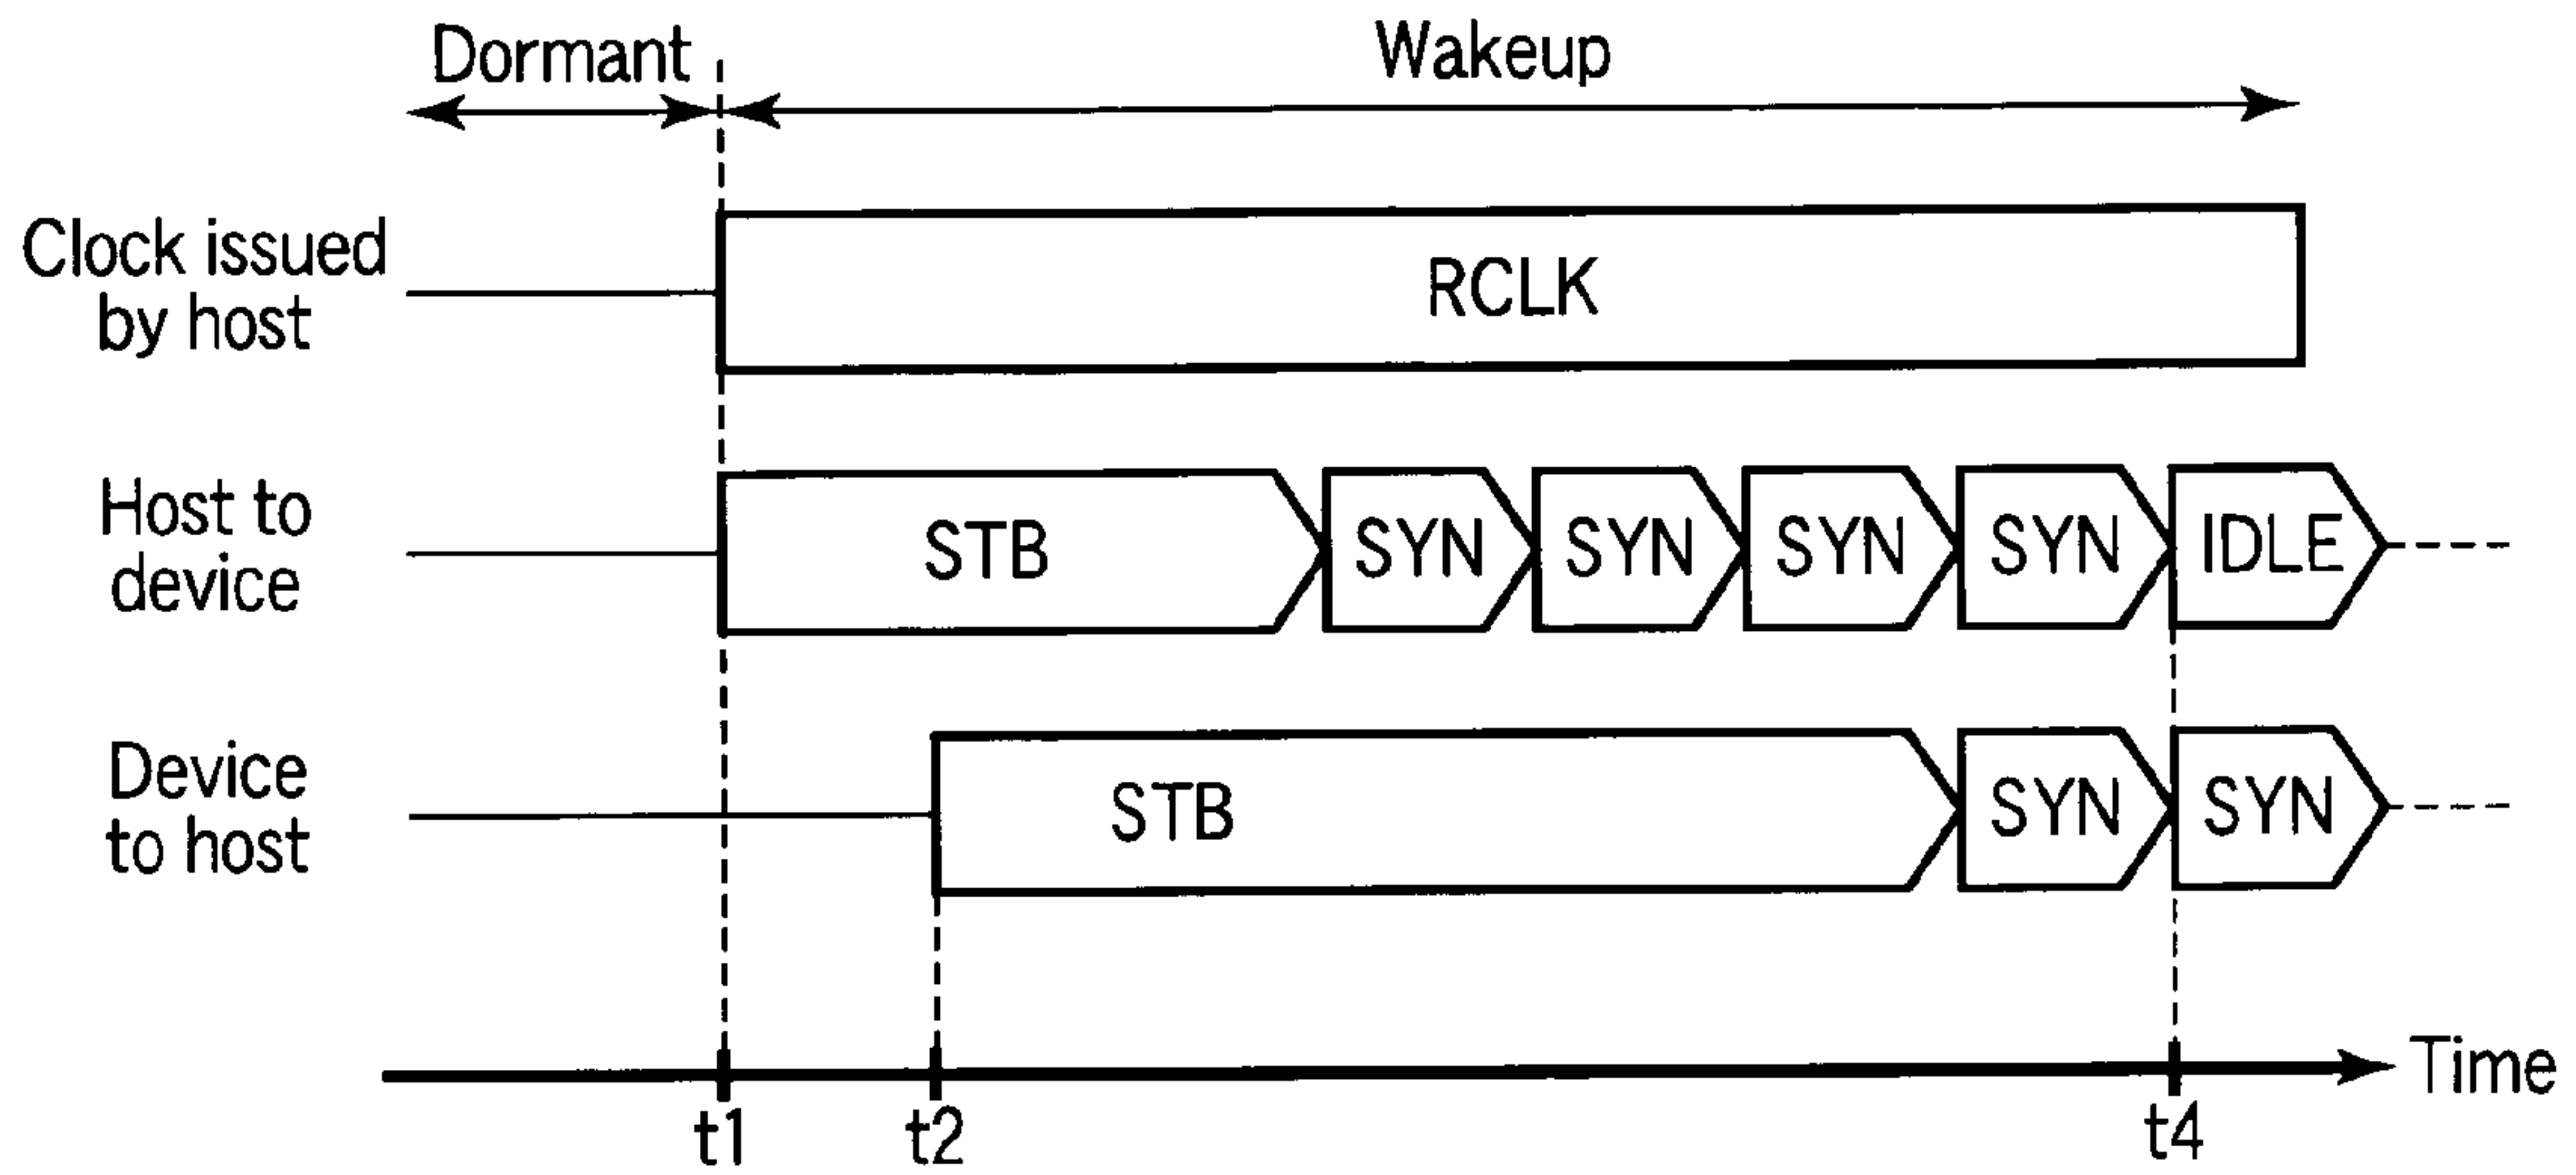 Dormant
Wakeup
Clock issued
by host
RCLK
Host to
device
STB
SYN
SYN
SYN
SYN
IDLE
Device
to host
STB
SYN
SYN
Time
t1
t2
t4